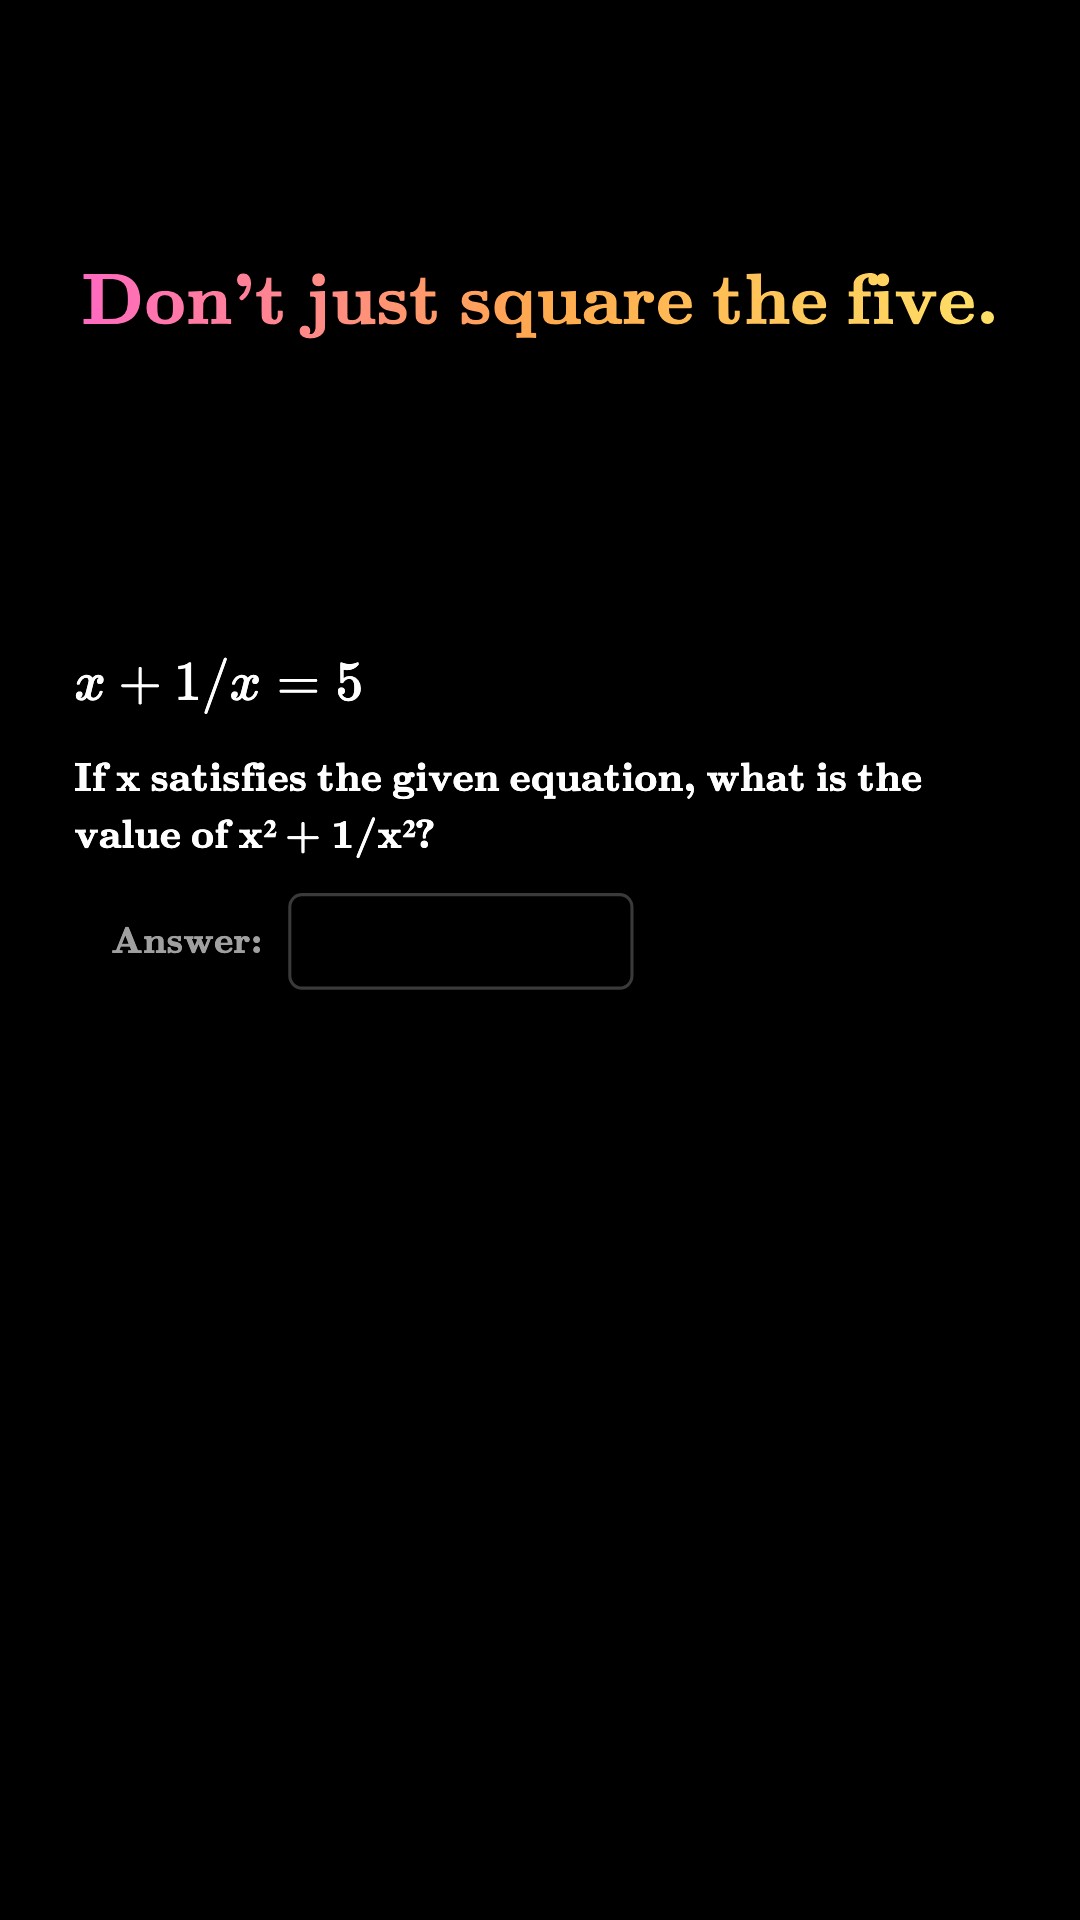 Don’t just square the five.
x + 1/x = 5
If x satisfies the given equation, what is the
value of x² + 1/x²?
Answer: